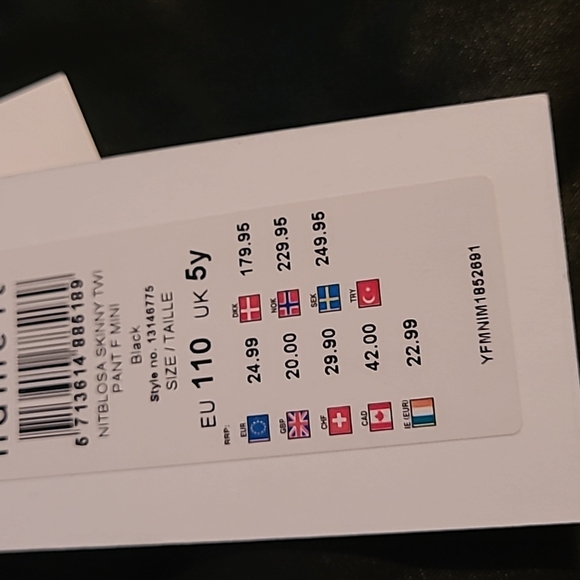 5 713614 885189
NITBLOSA SKINNY TWI
PANT F MINI
Black
Style no. 13146775
SIZE / TAILLE
EU 110 UK 5y
RRP:
EUR 24.99 DKK 179.95
GBP 20.00 NOK 229.95
CHF 29.90 SEK 249.95
CAD 42.00 TRY
IE (EUR) 22.99
YFMNIM1852691